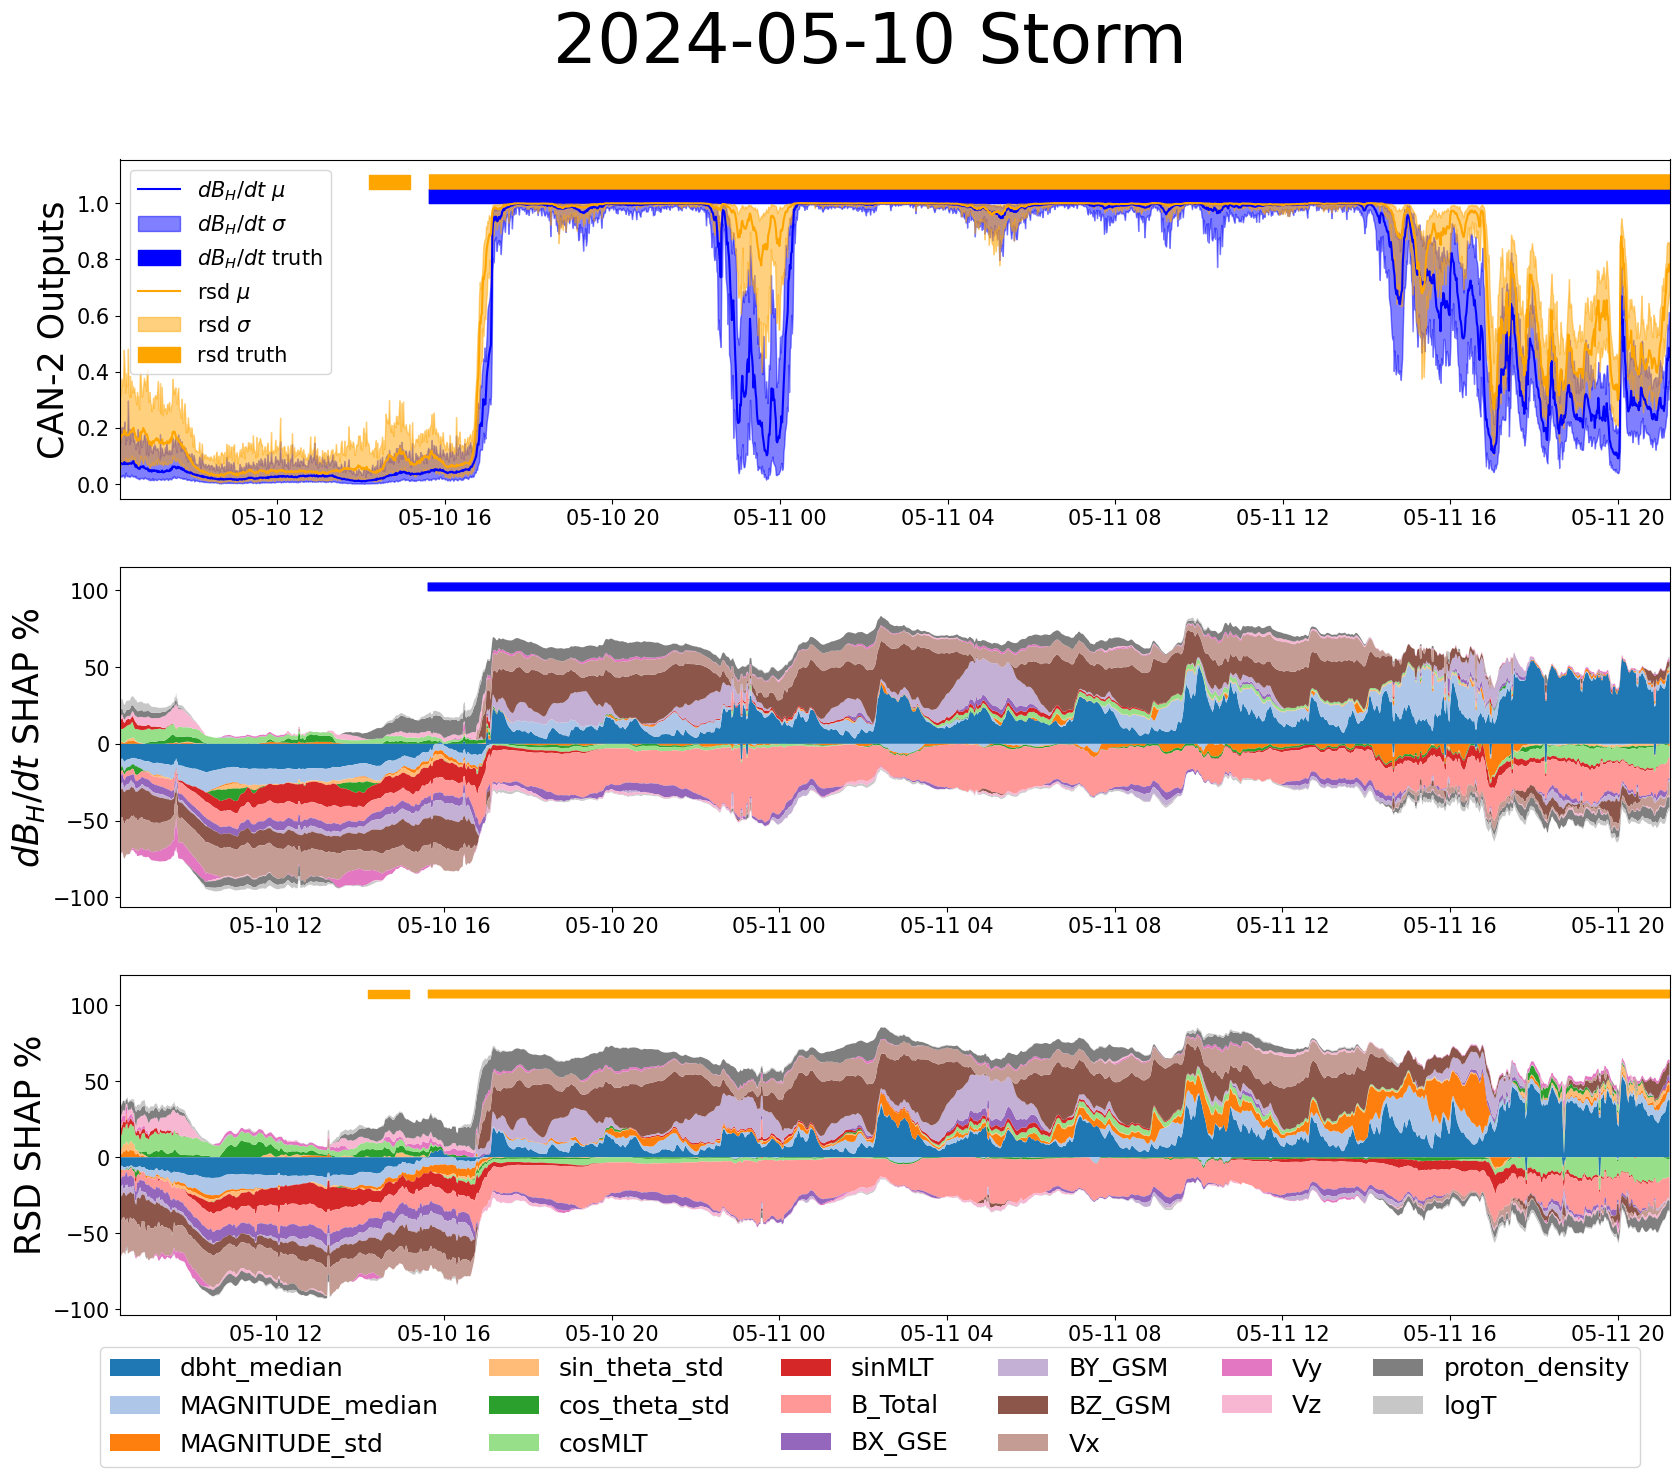 2024-05-10 Storm
CAN-2 Outputs
1.0
0.8
0.6
0.4
0.2
0.0
dB_H/dt μ
dB_H/dt σ
dB_H/dt truth
rsd μ
rsd σ
rsd truth
05-10 12 05-10 16 05-10 20 05-11 00 05-11 04 05-11 08 05-11 12 05-11 16 05-11 20
dB_H/dt SHAP %
100
50
0
−50
−100
05-10 12 05-10 16 05-10 20 05-11 00 05-11 04 05-11 08 05-11 12 05-11 16 05-11 20
RSD SHAP %
100
50
0
−50
−100
05-10 12 05-10 16 05-10 20 05-11 00 05-11 04 05-11 08 05-11 12 05-11 16 05-11 20
dbht_median sin_theta_std sinMLT BY_GSM Vy proton_density
MAGNITUDE_median cos_theta_std B_Total BZ_GSM Vz logT
MAGNITUDE_std cosMLT BX_GSE Vx